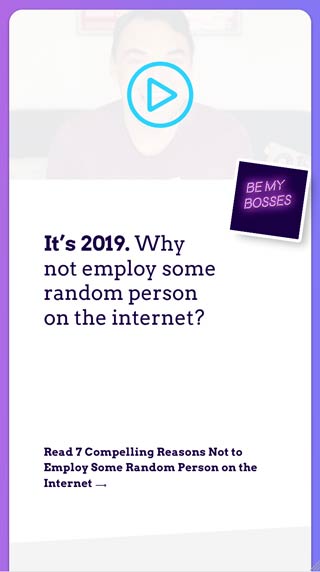 BE MY
BOSSES
It’s 2019. Why
not employ some
random person
on the internet?
Read 7 Compelling Reasons Not to
Employ Some Random Person on the
Internet →